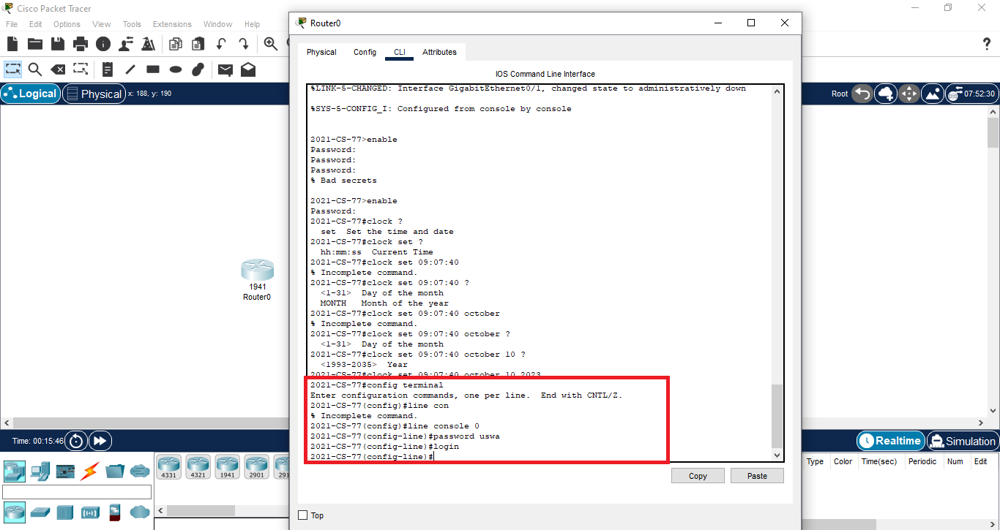 Cisco Packet Tracer
File Edit Options View Tools Extensions Window Help
Logical Physical x: 188, y: 190
Root 07:52:30
1941
Router0
Router0
Physical Config CLI Attributes
IOS Command Line Interface
%LINK-5-CHANGED: Interface GigabitEthernet0/1, changed state to administratively down
%SYS-5-CONFIG_I: Configured from console by console
2021-CS-77>enable
Password:
Password:
Password:
% Bad secrets
2021-CS-77>enable
Password:
2021-CS-77#clock ?
set Set the time and date
2021-CS-77#clock set ?
hh:mm:ss Current Time
2021-CS-77#clock set 09:07:40
% Incomplete command.
2021-CS-77#clock set 09:07:40 ?
<1-31> Day of the month
MONTH Month of the year
2021-CS-77#clock set 09:07:40 october
% Incomplete command.
2021-CS-77#clock set 09:07:40 october ?
<1-31> Day of the month
2021-CS-77#clock set 09:07:40 october 10 ?
<1993-2035> Year
2021-CS-77#clock set 09:07:40 october 10 2023
2021-CS-77#config terminal
Enter configuration commands, one per line. End with CNTL/Z.
2021-CS-77(config)#line con
% Incomplete command.
2021-CS-77(config)#line console 0
2021-CS-77(config-line)#password uswa
2021-CS-77(config-line)#login
2021-CS-77(config-line)#
Copy Paste
Top
Time: 00:15:46
Realtime Simulation
4331 4321 1941 2901 291
Type Color Time(sec) Periodic Num Edit